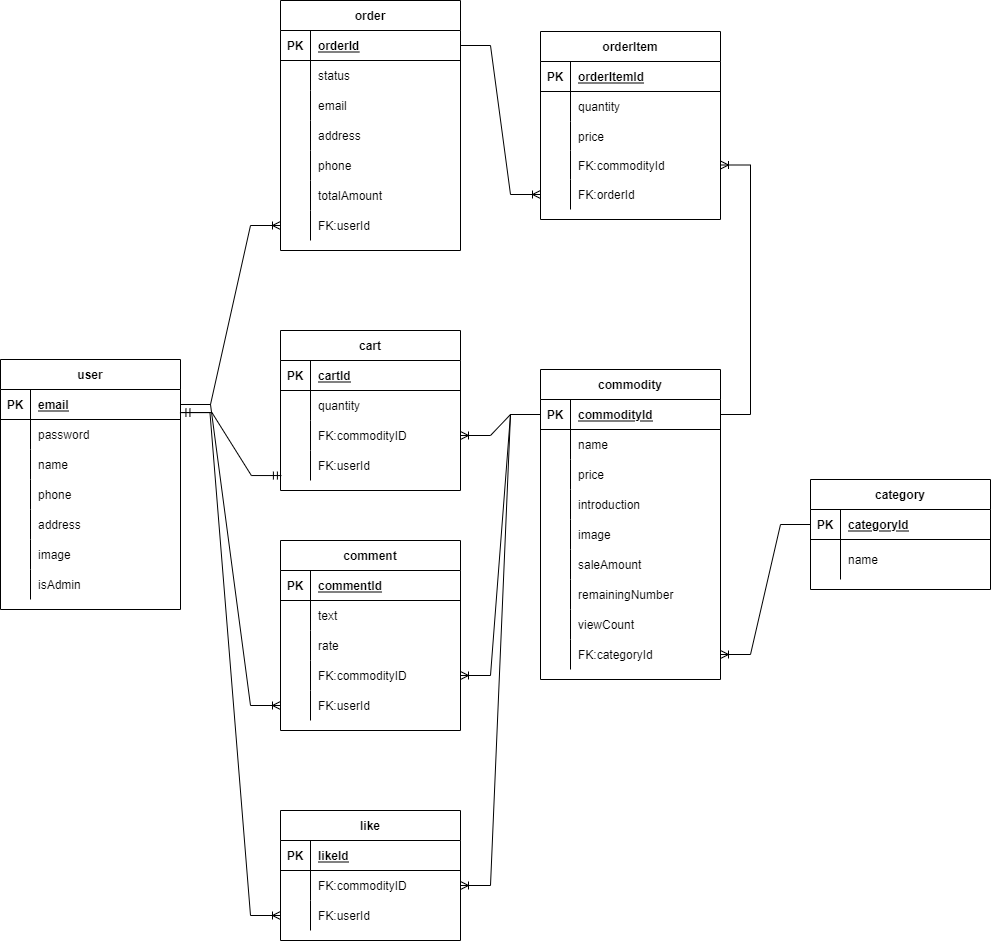 order
PK orderId
status
email
address
phone
totalAmount
FK:userId
orderItem
PK orderItemId
quantity
price
FK:commodityId
FK:orderId
user
PK email
password
name
phone
address
image
isAdmin
cart
PK cartId
quantity
FK:commodityID
FK:userId
commodity
PK commodityId
name
price
introduction
image
saleAmount
remainingNumber
viewCount
FK:categoryId
category
PK categoryId
name
comment
PK commentId
text
rate
FK:commodityID
FK:userId
like
PK likeId
FK:commodityID
FK:userId